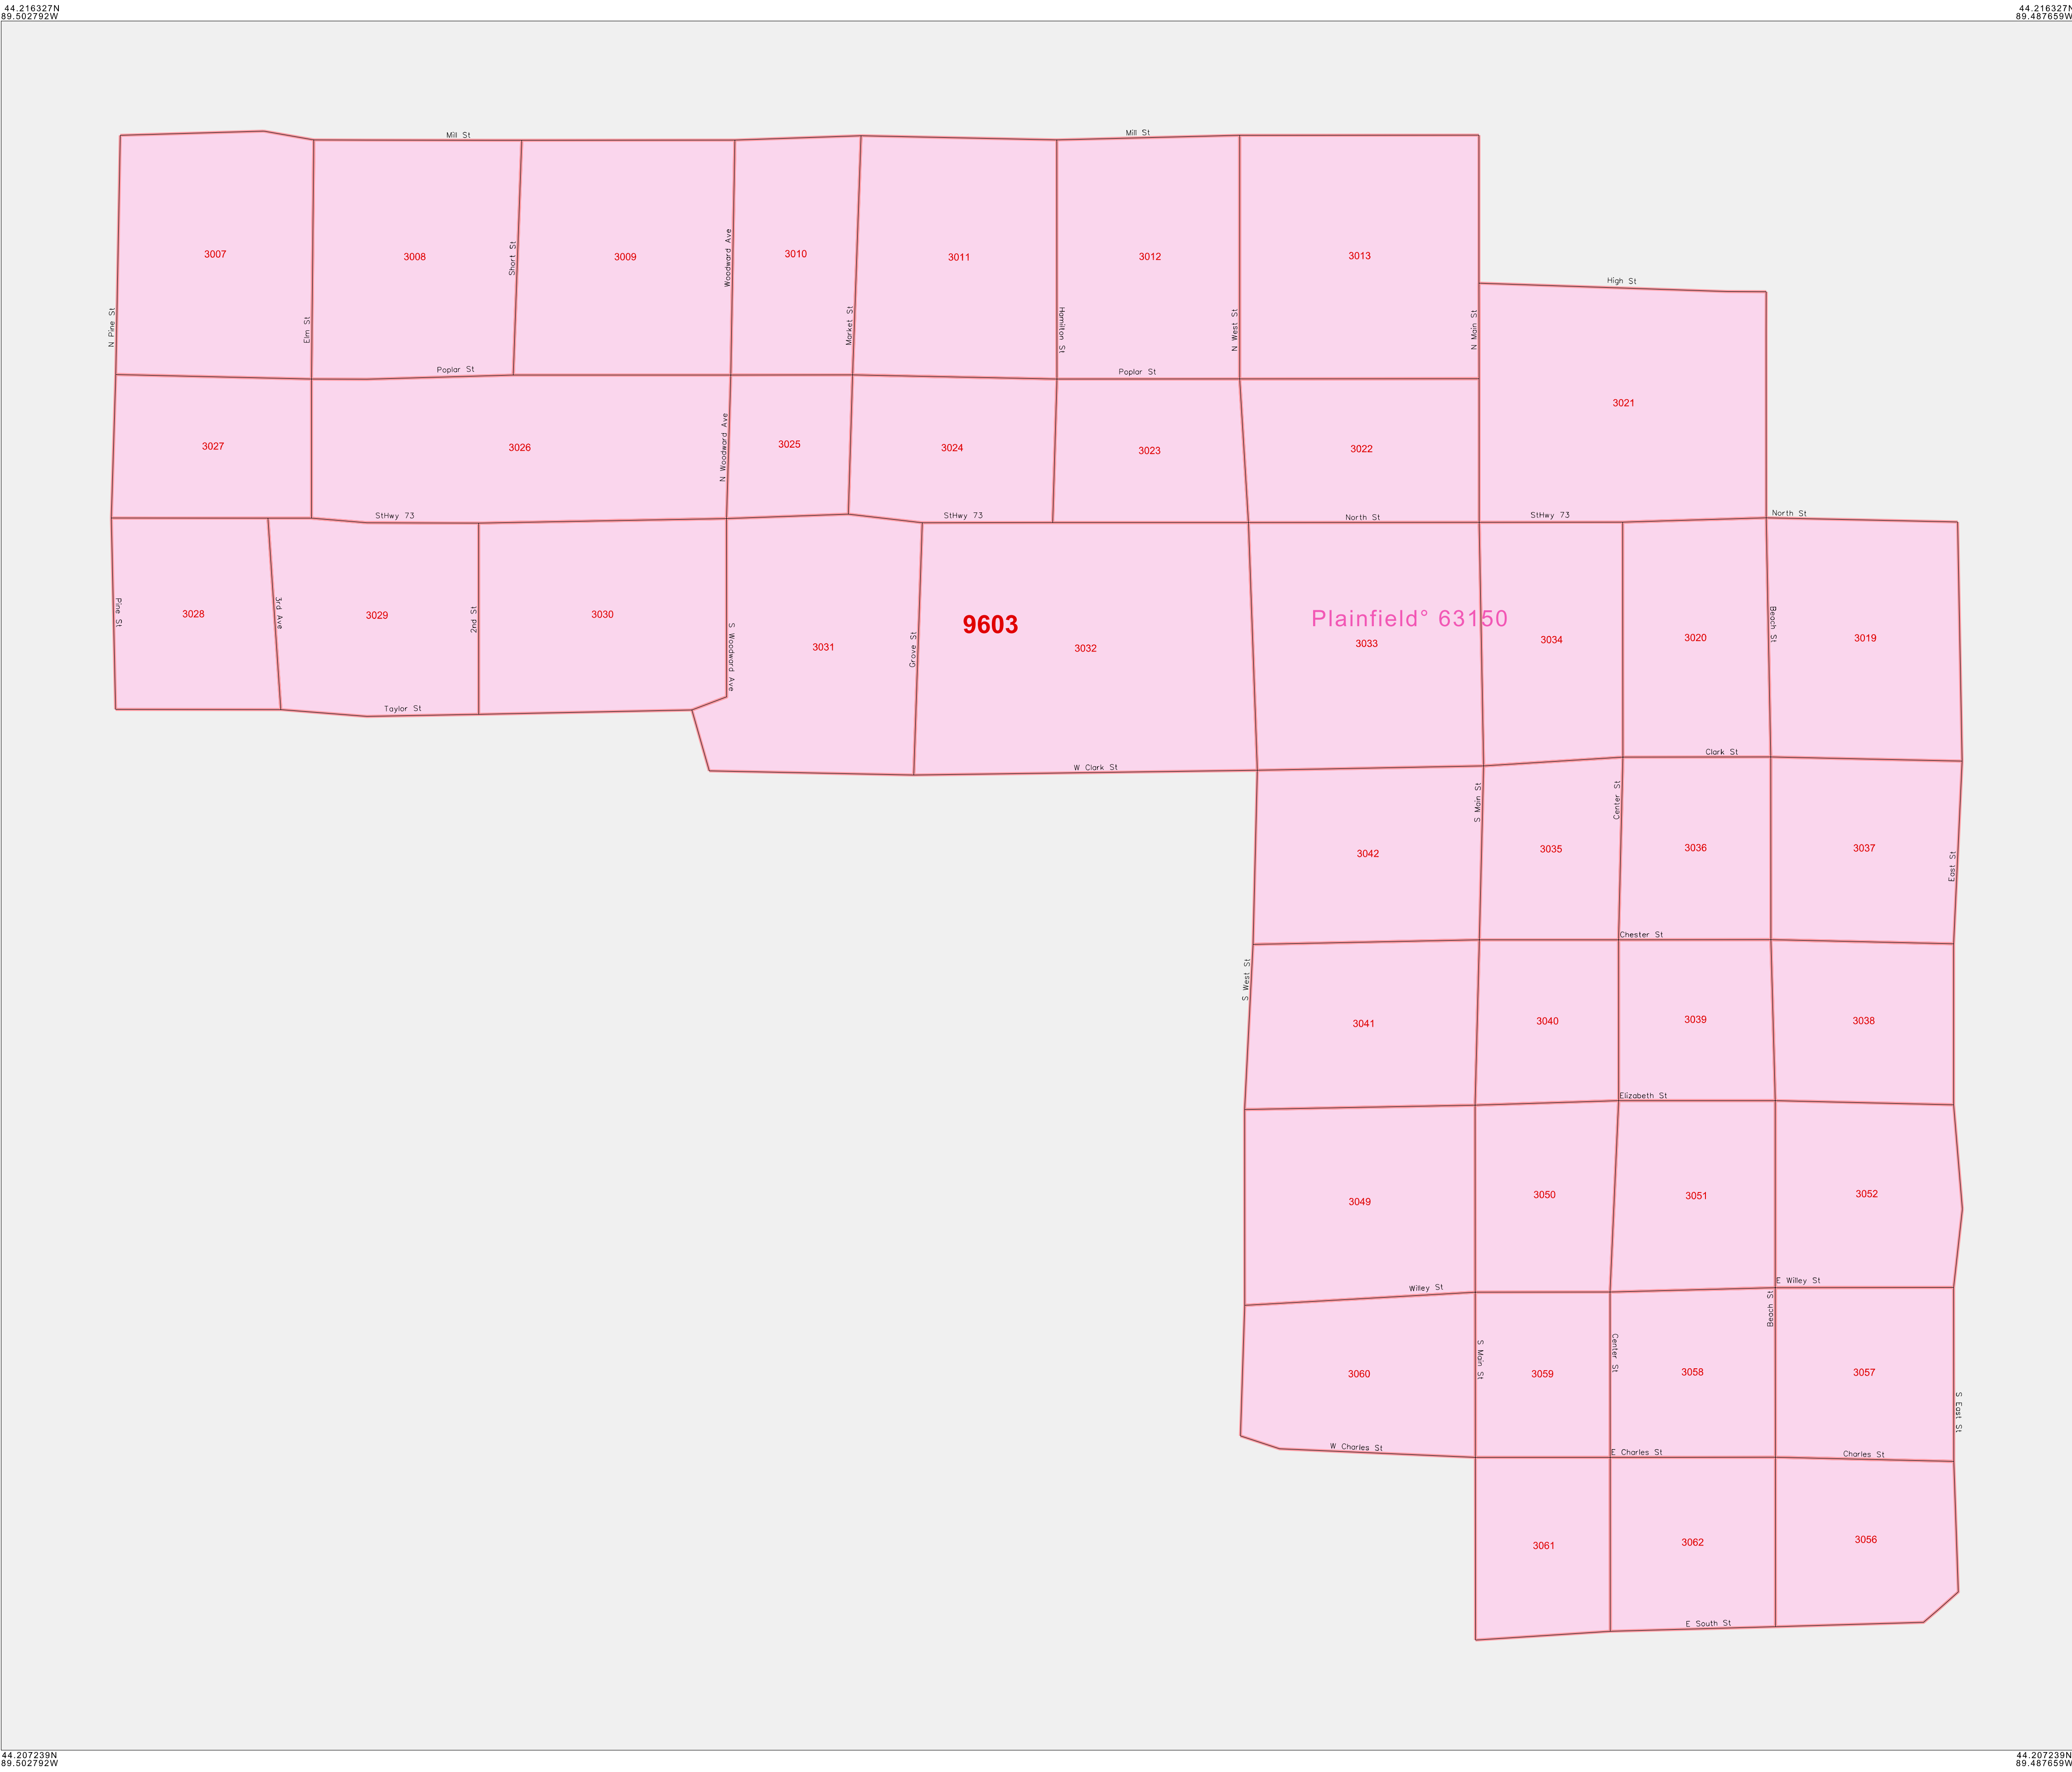 44.216327N
89.502792W
44.216327N
89.487659W
Mill St
Mill St
3007
3008
3009
3010
3011
3012
3013
N Pine St
Elm St
Short St
Woodward Ave
Market St
Hamilton St
N West St
N Main St
High St
Poplar St
Poplar St
3021
3027
3026
N Woodward Ave
3025
3024
3023
3022
StHwy 73
StHwy 73
North St
StHwy 73
North St
Pine St
3028
3rd Ave
3029
2nd St
3030
S Woodward Ave
3031
Grove St
9603
3032
Plainfield° 63150
3033
3034
3020
Beach St
3019
Taylor St
W Clark St
Clark St
S Main St
Center St
3042
3035
3036
3037
East St
Chester St
S West St
3041
3040
3039
3038
Elizabeth St
3049
3050
3051
3052
Willey St
E Willey St
Beach St
3060
S Main St
3059
Center St
3058
3057
S East St
W Charles St
E Charles St
Charles St
3061
3062
3056
E South St
44.207239N
89.502792W
44.207239N
89.487659W